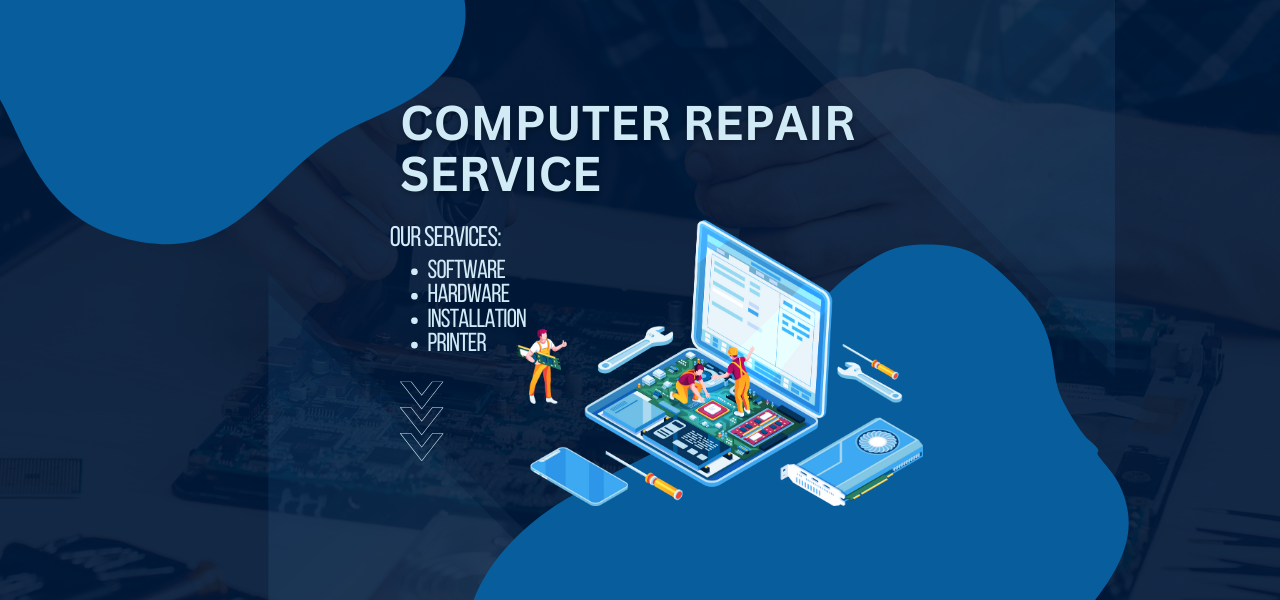 COMPUTER REPAIR
SERVICE
OUR SERVICES:
• SOFTWARE
• HARDWARE
• INSTALLATION
• PRINTER